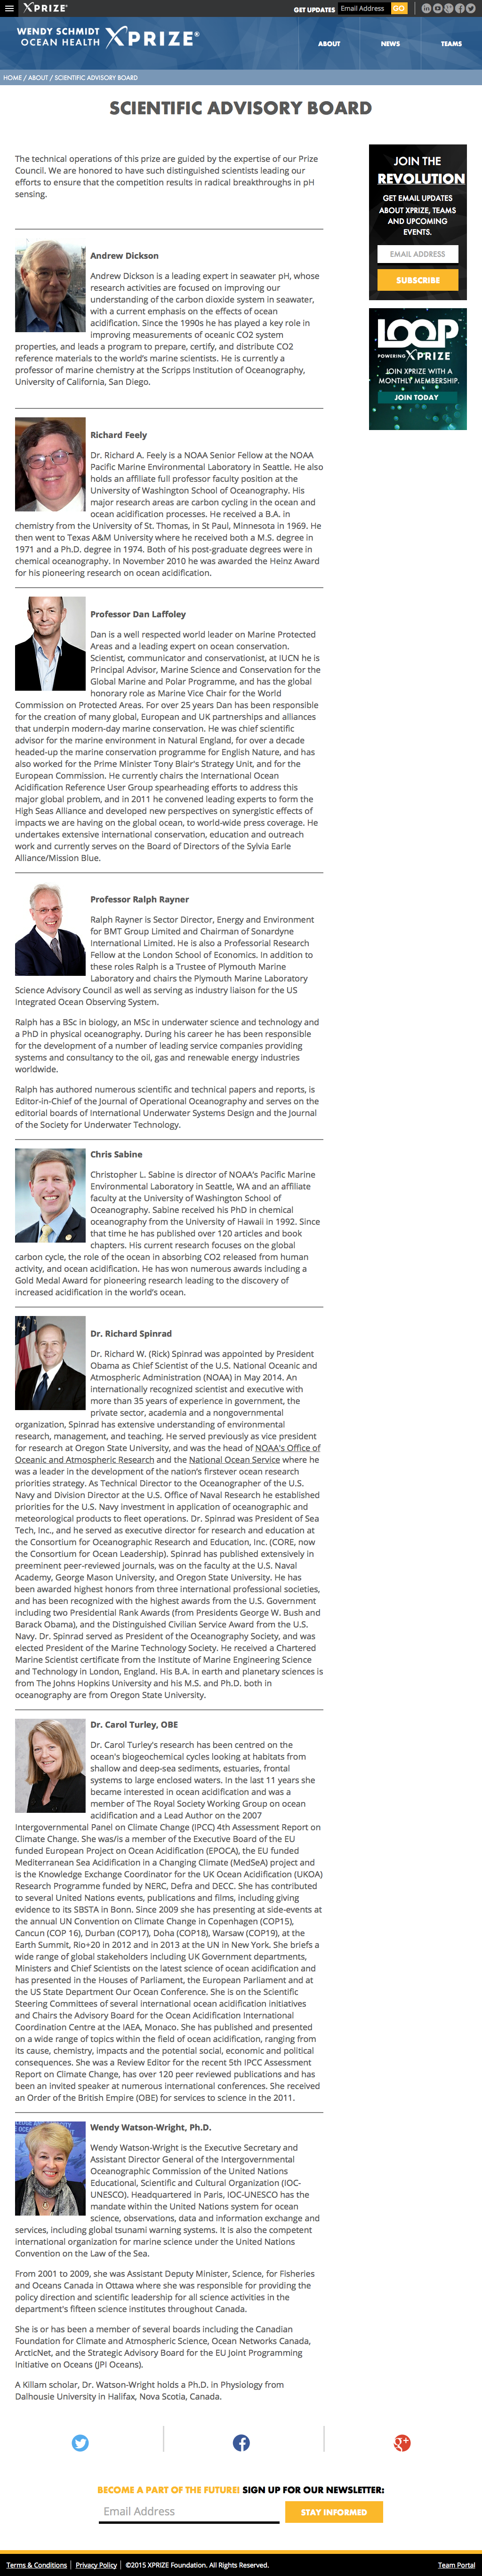 XPRIZE
GET UPDATES
Email Address
GO
WENDY SCHMIDT
OCEAN HEALTH
XPRIZE
ABOUT
NEWS
TEAMS
HOME / ABOUT / SCIENTIFIC ADVISORY BOARD
SCIENTIFIC ADVISORY BOARD
The technical operations of this prize are guided by the expertise of our Prize
Council. We are honored to have such distinguished scientists leading our
efforts to ensure that the competition results in radical breakthroughs in pH
sensing.
JOIN THE
REVOLUTION
GET EMAIL UPDATES
ABOUT XPRIZE, TEAMS
AND UPCOMING
EVENTS.
EMAIL ADDRESS
SUBSCRIBE
LOOP
POWERING XPRIZE
JOIN XPRIZE WITH A
MONTHLY MEMBERSHIP.
JOIN TODAY
Andrew Dickson
Andrew Dickson is a leading expert in seawater pH, whose
research activities are focused on improving our
understanding of the carbon dioxide system in seawater,
with a current emphasis on the effects of ocean
acidification. Since the 1990s he has played a key role in
improving measurements of oceanic CO2 system
properties, and leads a program to prepare, certify, and distribute CO2
reference materials to the world's marine scientists. He is currently a
professor of marine chemistry at the Scripps Institution of Oceanography,
University of California, San Diego.
Richard Feely
Dr. Richard A. Feely is a NOAA Senior Fellow at the NOAA
Pacific Marine Environmental Laboratory in Seattle. He also
holds an affiliate full professor faculty position at the
University of Washington School of Oceanography. His
major research areas are carbon cycling in the ocean and
ocean acidification processes. He received a B.A. in
chemistry from the University of St. Thomas, in St Paul, Minnesota in 1969. He
then went to Texas A&M University where he received both a M.S. degree in
1971 and a Ph.D. degree in 1974. Both of his post-graduate degrees were in
chemical oceanography. In November 2010 he was awarded the Heinz Award
for his pioneering research on ocean acidification.
Professor Dan Laffoley
Dan is a well respected world leader on Marine Protected
Areas and a leading expert on ocean conservation.
Scientist, communicator and conservationist, at IUCN he is
Principal Advisor, Marine Science and Conservation for the
Global Marine and Polar Programme, and has the global
honorary role as Marine Vice Chair for the World
Commission on Protected Areas. For over 25 years Dan has been responsible
for the creation of many global, European and UK partnerships and alliances
that underpin modern-day marine conservation. He was chief scientific
advisor for the marine environment in Natural England, for over a decade
headed-up the marine conservation programme for English Nature, and has
also worked for the Prime Minister Tony Blair's Strategy Unit, and for the
European Commission. He currently chairs the International Ocean
Acidification Reference User Group spearheading efforts to address this
major global problem, and in 2011 he convened leading experts to form the
High Seas Alliance and developed new perspectives on synergistic effects of
impacts we are having on the global ocean, to world-wide press coverage. He
undertakes extensive international conservation, education and outreach
work and currently serves on the Board of Directors of the Sylvia Earle
Alliance/Mission Blue.
Professor Ralph Rayner
Ralph Rayner is Sector Director, Energy and Environment
for BMT Group Limited and Chairman of Sonardyne
International Limited. He is also a Professorial Research
Fellow at the London School of Economics. In addition to
these roles Ralph is a Trustee of Plymouth Marine
Laboratory and chairs the Plymouth Marine Laboratory
Science Advisory Council as well as serving as industry liaison for the US
Integrated Ocean Observing System.
Ralph has a BSc in biology, an MSc in underwater science and technology and
a PhD in physical oceanography. During his career he has been responsible
for the development of a number of leading service companies providing
systems and consultancy to the oil, gas and renewable energy industries
worldwide.
Ralph has authored numerous scientific and technical papers and reports, is
Editor-in-Chief of the Journal of Operational Oceanography and serves on the
editorial boards of International Underwater Systems Design and the Journal
of the Society for Underwater Technology.
Chris Sabine
Christopher L. Sabine is director of NOAA's Pacific Marine
Environmental Laboratory in Seattle, WA and an affiliate
faculty at the University of Washington School of
Oceanography. Sabine received his PhD in chemical
oceanography from the University of Hawaii in 1992. Since
that time he has published over 120 articles and book
chapters. His current research focuses on the global
carbon cycle, the role of the ocean in absorbing CO2 released from human
activity, and ocean acidification. He has won numerous awards including a
Gold Medal Award for pioneering research leading to the discovery of
increased acidification in the world's ocean.
Dr. Richard Spinrad
Dr. Richard W. (Rick) Spinrad was appointed by President
Obama as Chief Scientist of the U.S. National Oceanic and
Atmospheric Administration (NOAA) in May 2014. An
internationally recognized scientist and executive with
more than 35 years of experience in government, the
private sector, academia and a nongovernmental
organization, Spinrad has extensive understanding of environmental
research, management, and teaching. He served previously as vice president
for research at Oregon State University, and was the head of NOAA's Office of
Oceanic and Atmospheric Research and the National Ocean Service where he
was a leader in the development of the nation's firstever ocean research
priorities strategy. As Technical Director to the Oceanographer of the U.S.
Navy and Division Director at the U.S. Office of Naval Research he established
priorities for the U.S. Navy investment in application of oceanographic and
meteorological products to fleet operations. Dr. Spinrad was President of Sea
Tech, Inc., and he served as executive director for research and education at
the Consortium for Oceanographic Research and Education, Inc. (CORE, now
the Consortium for Ocean Leadership). Spinrad has published extensively in
preeminent peer-reviewed journals, was on the faculty at the U.S. Naval
Academy, George Mason University, and Oregon State University. He has
been awarded highest honors from three international professional societies,
and has been recognized with the highest awards from the U.S. Government
including two Presidential Rank Awards (from Presidents George W. Bush and
Barack Obama), and the Distinguished Civilian Service Award from the U.S.
Navy. Dr. Spinrad served as President of the Oceanography Society, and was
elected President of the Marine Technology Society. He received a Chartered
Marine Scientist certificate from the Institute of Marine Engineering Science
and Technology in London, England. His B.A. in earth and planetary sciences is
from The Johns Hopkins University and his M.S. and Ph.D. both in
oceanography are from Oregon State University.
Dr. Carol Turley, OBE
Dr. Carol Turley's research has been centred on the
ocean's biogeochemical cycles looking at habitats from
shallow and deep-sea sediments, estuaries, frontal
systems to large enclosed waters. In the last 11 years she
became interested in ocean acidification and was a
member of The Royal Society Working Group on ocean
acidification and a Lead Author on the 2007
Intergovernmental Panel on Climate Change (IPCC) 4th Assessment Report on
Climate Change. She was/is a member of the Executive Board of the EU
funded European Project on Ocean Acidification (EPOCA), the EU funded
Mediterranean Sea Acidification in a Changing Climate (MedSeA) project and
is the Knowledge Exchange Coordinator for the UK Ocean Acidification (UKOA)
Research Programme funded by NERC, Defra and DECC. She has contributed
to several United Nations events, publications and films, including giving
evidence to its SBSTA in Bonn. Since 2009 she has presenting at side-events at
the annual UN Convention on Climate Change in Copenhagen (COP15),
Cancun (COP 16), Durban (COP17), Doha (COP18), Warsaw (COP19), at the
Earth Summit, Rio+20 in 2012 and in 2013 at the UN in New York. She briefs a
wide range of global stakeholders including UK Government departments,
Ministers and Chief Scientists on the latest science of ocean acidification and
has presented in the Houses of Parliament, the European Parliament and at
the US State Department Our Ocean Conference. She is on the Scientific
Steering Committees of several international ocean acidification initiatives
and Chairs the Advisory Board for the Ocean Acidification International
Coordination Centre at the IAEA, Monaco. She has published and presented
on a wide range of topics within the field of ocean acidification, ranging from
its cause, chemistry, impacts and the potential social, economic and political
consequences. She was a Review Editor for the recent 5th IPCC Assessment
Report on Climate Change, has over 120 peer reviewed publications and has
been an invited speaker at numerous international conferences. She received
an Order of the British Empire (OBE) for services to science in the 2011.
Wendy Watson-Wright, Ph.D.
Wendy Watson-Wright is the Executive Secretary and
Assistant Director General of the Intergovernmental
Oceanographic Commission of the United Nations
Educational, Scientific and Cultural Organization (IOC-
UNESCO). Headquartered in Paris, IOC-UNESCO has the
mandate within the United Nations system for ocean
science, observations, data and information exchange and
services, including global tsunami warning systems. It is also the competent
international organization for marine science under the United Nations
Convention on the Law of the Sea.
From 2001 to 2009, she was Assistant Deputy Minister, Science, for Fisheries
and Oceans Canada in Ottawa where she was responsible for providing the
policy direction and scientific leadership for all science activities in the
department's fifteen science institutes throughout Canada.
She is or has been a member of several boards including the Canadian
Foundation for Climate and Atmospheric Science, Ocean Networks Canada,
ArcticNet, and the Strategic Advisory Board for the EU Joint Programming
Initiative on Oceans (JPI Oceans).
A Killam scholar, Dr. Watson-Wright holds a Ph.D. in Physiology from
Dalhousie University in Halifax, Nova Scotia, Canada.
BECOME A PART OF THE FUTURE! SIGN UP FOR OUR NEWSLETTER:
Email Address
STAY INFORMED
Terms & Conditions | Privacy Policy | ©2015 XPRIZE Foundation. All Rights Reserved.
Team Portal